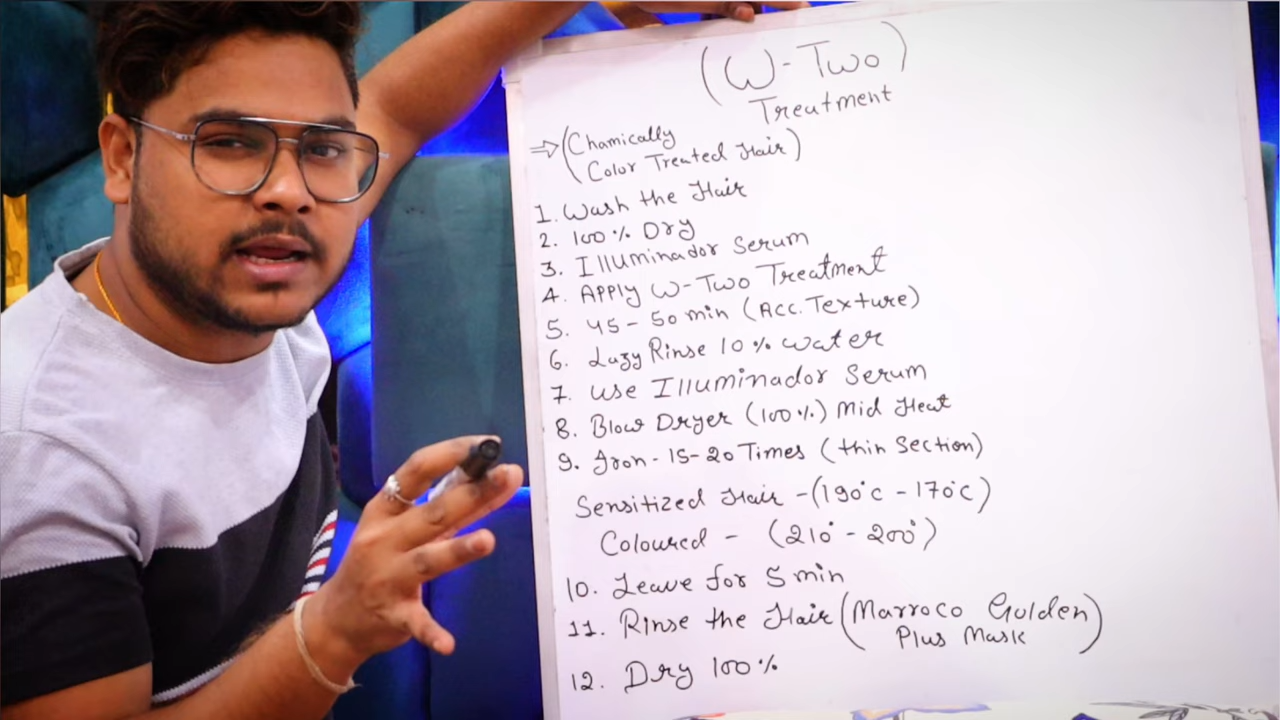 (W-Two)
Treatment
⇒(Chamically
Color Treated Hair)
1. Wash the Hair
2. 100% Dry
3. Illuminador Serum
4. Apply W-Two Treatment
5. 45-50 min (Acc. Texture)
6. Lazy Rinse 10% water
7. use Illuminador Serum
8. Blow Dryer (100%) Mid Heat
9. Iron-15-20 Times (thin Section)
Sensitized Hair -(190°c -170°c)
Coloured - (210° - 200°)
10. Leave for 5 min
11. Rinse the Hair (Marroco Gulden
Plus Mask)
12. Dry 100%